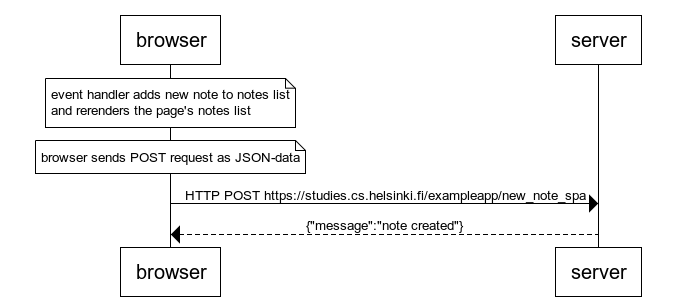 browser
server
event handler adds new note to notes list
and rerenders the page's notes list
browser sends POST request as JSON-data
HTTP POST https://studies.cs.helsinki.fi/exampleapp/new_note_spa
{"message":"note created"}
browser
server